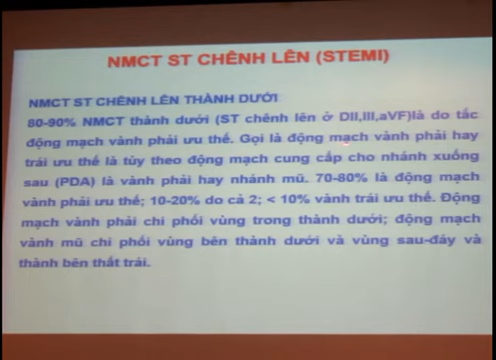 NMCT ST CHÊNH LÊN (STEMI)
NMCT ST CHÊNH LÊN THÀNH DƯỚI
80-90% NMCT thành dưới (ST chênh lên ở DII,III,aVF)là do tắc
động mạch vành phải ưu thế. Gọi là động mạch vành phải hay
trái ưu thế là tùy theo động mạch cung cấp cho nhánh xuống
sau (PDA) là vành phải hay nhánh mũ. 70-80% là động mạch
vành phải ưu thế; 10-20% do cả 2; < 10% vành trái ưu thế. Động
mạch vành phải chi phối vùng trong thành dưới; động mạch
vành mũ chi phối vùng bên thành dưới và vùng sau-đáy và
thành bên thất trái.